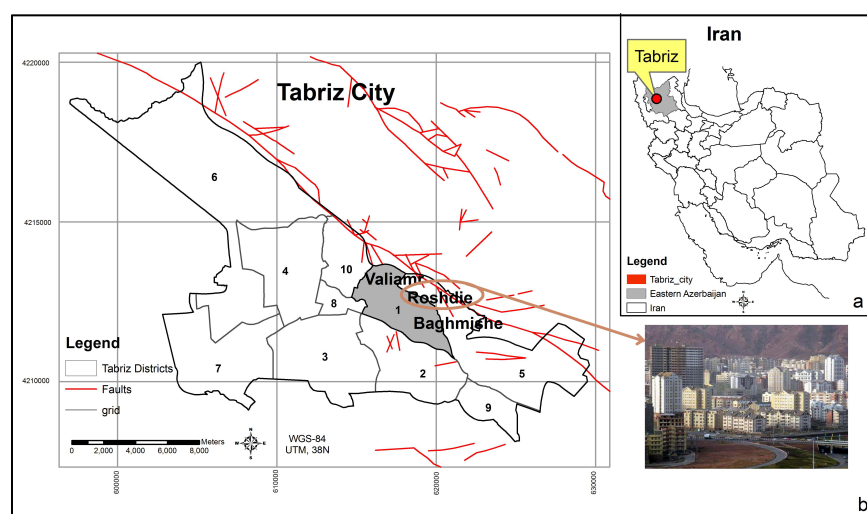 Tabriz City
4220000
4215000
4210000
600000
610000
620000
630000
6
4
10
Valiamr
Roshdie
8
1
Baghmishe
7
3
2
5
9
Legend
Tabriz Districts
Faults
grid
Meters
0 2,000 4,000 6,000 8,000
N
W E
S
WGS-84
UTM, 38N
Iran
Tabriz
Legend
Tabriz_city
Eastern Azerbaijan
Iran
a
b